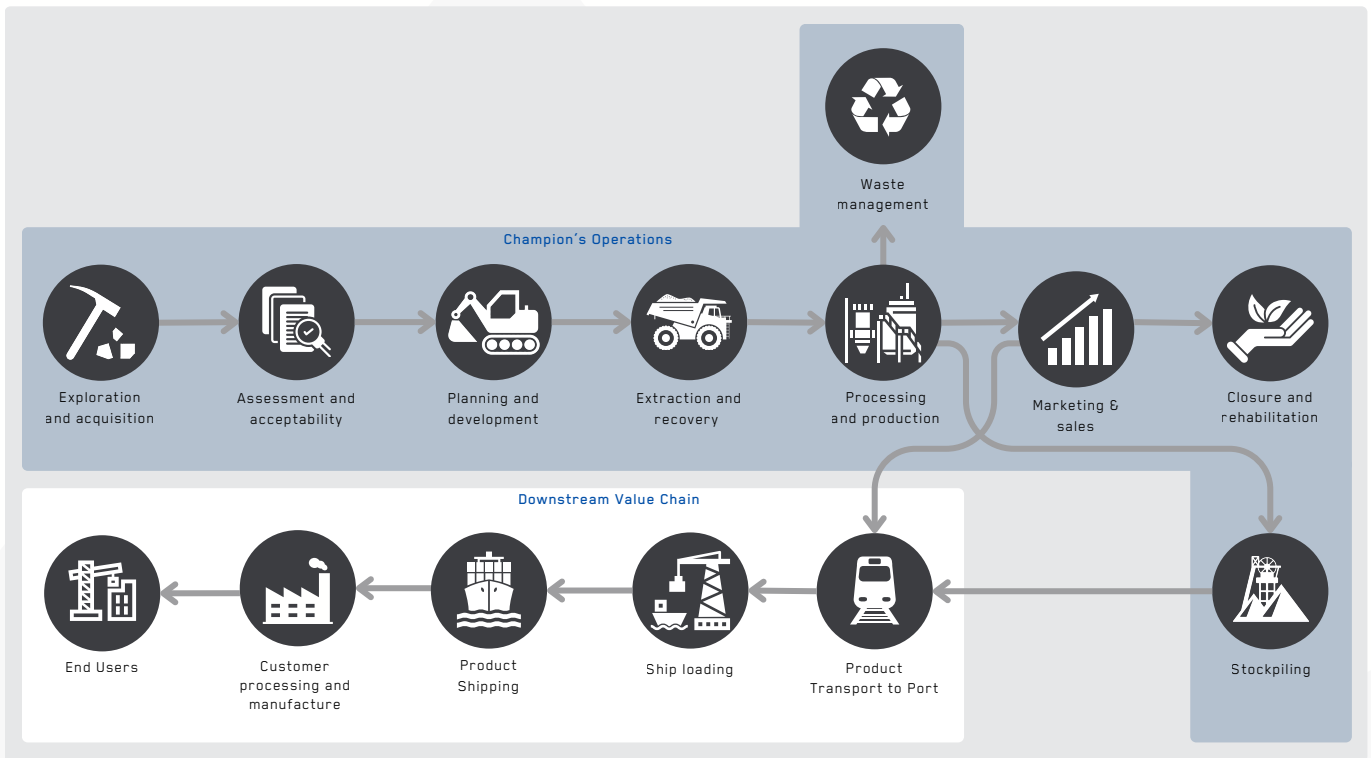 Waste
management
Champion's Operations
Exploration
and acquisition
Assessment and
acceptability
Planning and
development
Extraction and
recovery
Processing
and production
Marketing &
sales
Closure and
rehabilitation
Downstream Value Chain
End Users
Customer
processing and
manufacture
Product
Shipping
Ship loading
Product
Transport to Port
Stockpiling